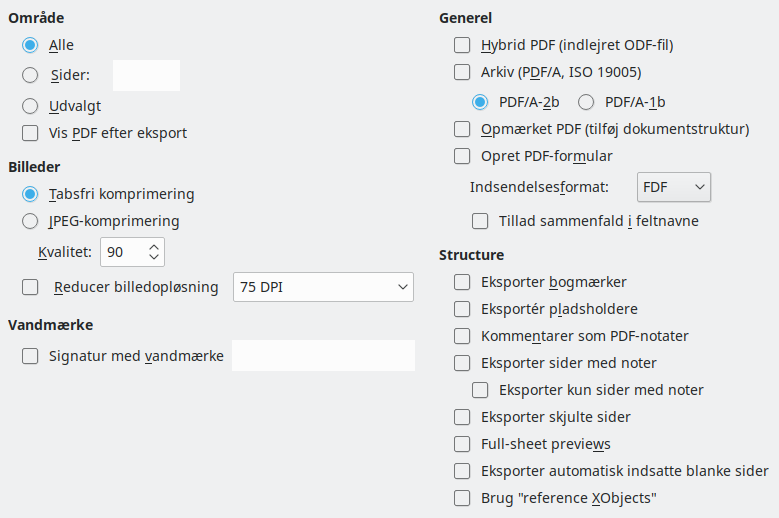 Område
Alle
Sider:
Udvalgt
Vis PDF efter eksport
Billeder
Tabsfri komprimering
JPEG-komprimering
Kvalitet: 90
Reducer billedopløsning 75 DPI
Vandmærke
Signatur med vandmærke
Generel
Hybrid PDF (indlejret ODF-fil)
Arkiv (PDF/A, ISO 19005)
PDF/A-2b PDF/A-1b
Opmærket PDF (tilføj dokumentstruktur)
Opret PDF-formular
Indsendelsesformat: FDF
Tillad sammenfald i feltnavne
Structure
Eksporter bogmærker
Eksportér pladsholdere
Kommentarer som PDF-notater
Eksporter sider med noter
Eksporter kun sider med noter
Eksporter skjulte sider
Full-sheet previews
Eksporter automatisk indsatte blanke sider
Brug "reference XObjects"